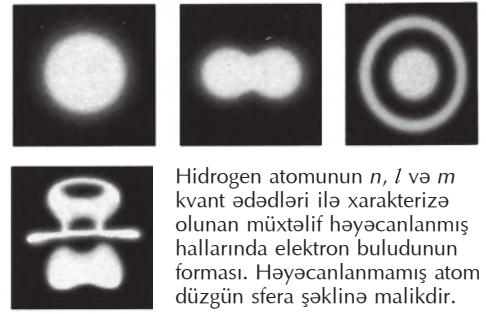 Hidrogen atomunun n, l və m
kvant ədədləri ilə xarakterizə
olunan müxtəlif həyəcanlanmış
hallarında elektron buludunun
forması. Həyəcanlanmamış atom
düzgün sfera şəklinə malikdir.